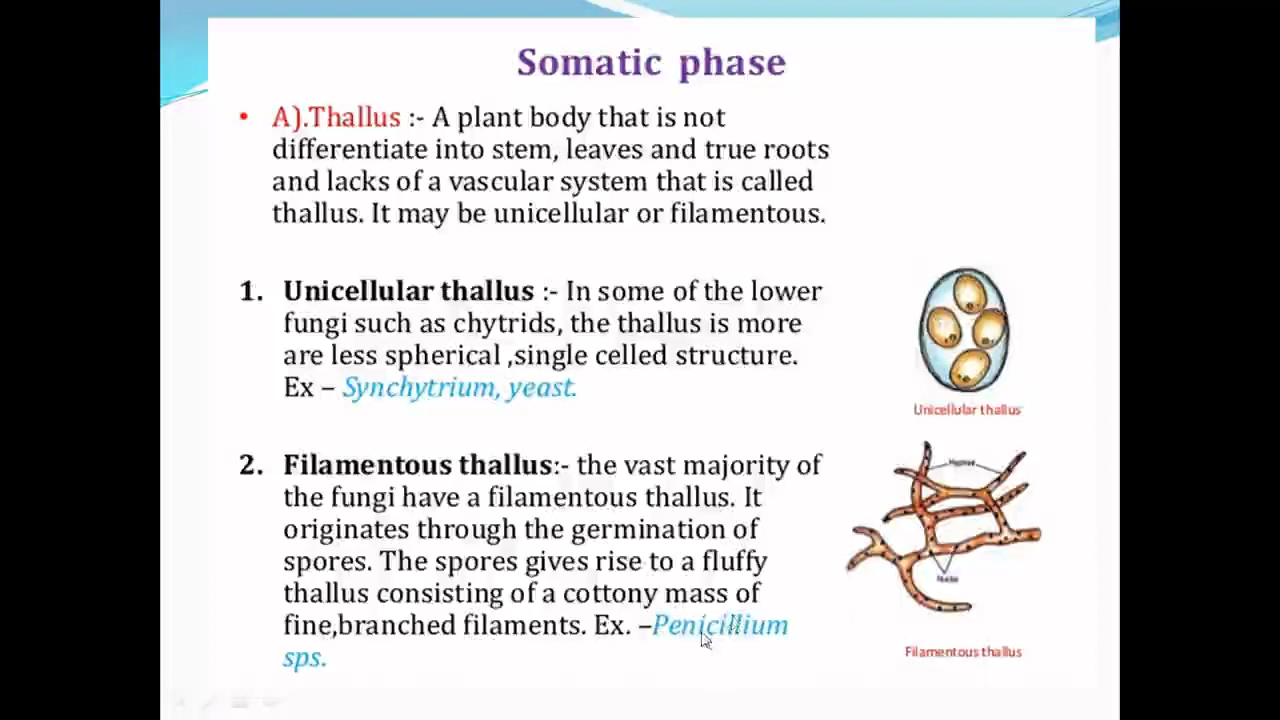 Somatic phase
• A).Thallus :- A plant body that is not
differentiate into stem, leaves and true roots
and lacks of a vascular system that is called
thallus. It may be unicellular or filamentous.
1. Unicellular thallus :- In some of the lower
fungi such as chytrids, the thallus is more
are less spherical ,single celled structure.
Ex – Synchytrium, yeast.
Unicellular thallus
2. Filamentous thallus:- the vast majority of
the fungi have a filamentous thallus. It
originates through the germination of
spores. The spores gives rise to a fluffy
thallus consisting of a cottony mass of
fine,branched filaments. Ex. –Penicillium
sps.
Hyphae
Nuclei
Filamentous thallus